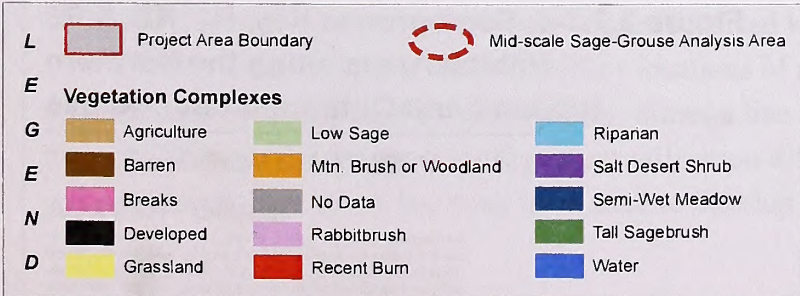 LEGEND
Project Area Boundary
Mid-scale Sage-Grouse Analysis Area
Vegetation Complexes
Agriculture
Barren
Breaks
Developed
Grassland
Low Sage
Mtn. Brush or Woodland
No Data
Rabbitbrush
Recent Burn
Riparian
Salt Desert Shrub
Semi-Wet Meadow
Tall Sagebrush
Water